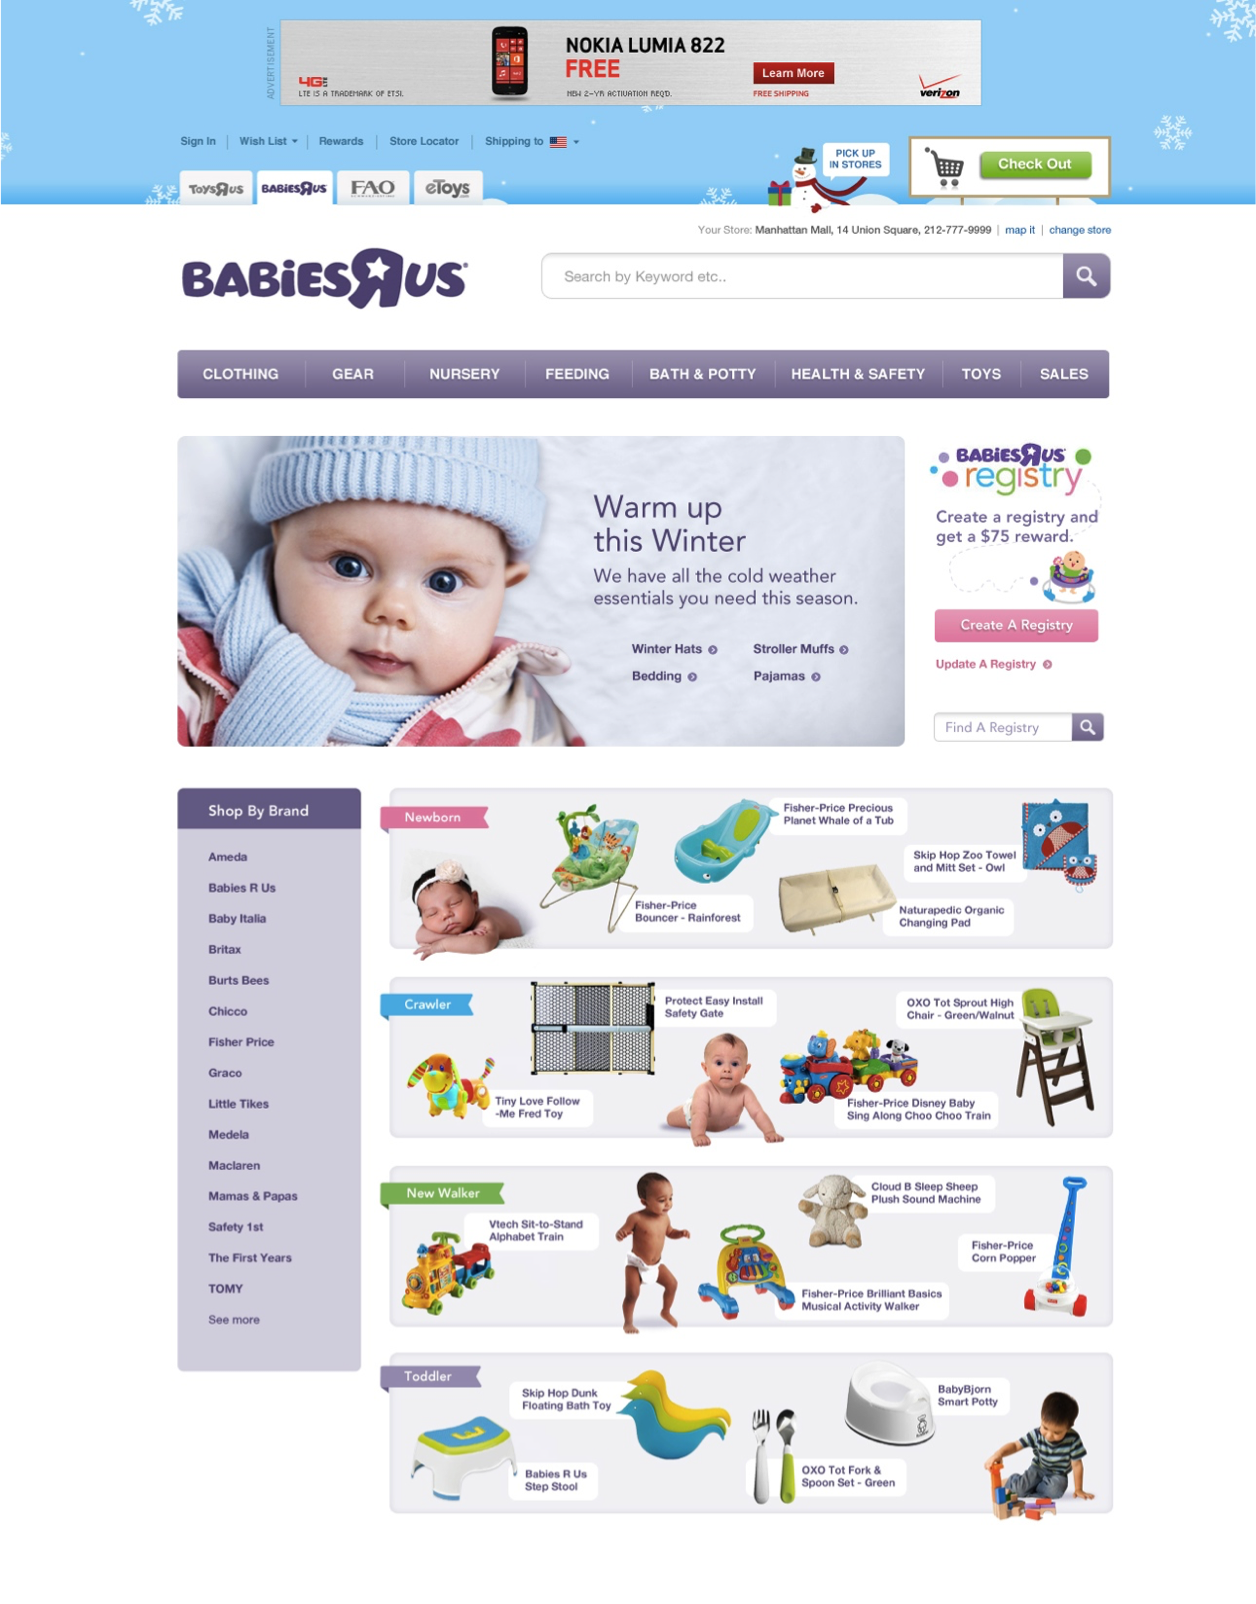 ADVERTISEMENT
NOKIA LUMIA 822
FREE
4G LTE
LTE IS A TRADEMARK OF ETSI.
NEW 2-YR ACTIVATION REQ'D.
Learn More
FREE SHIPPING
verizon
Sign In
Wish List
Rewards
Store Locator
Shipping to
PICK UP
IN STORES
Check Out
ToysRUs
BABiESRUS
FAO
eToys
Your Store: Manhattan Mall, 14 Union Square, 212-777-9999 | map it | change store
BABiESRUS
Search by Keyword etc..
CLOTHING
GEAR
NURSERY
FEEDING
BATH & POTTY
HEALTH & SAFETY
TOYS
SALES
Warm up
this Winter
We have all the cold weather
essentials you need this season.
Winter Hats
Stroller Muffs
Bedding
Pajamas
BABiESRUS
registry
Create a registry and
get a $75 reward.
Create A Registry
Update A Registry
Find A Registry
Shop By Brand
Ameda
Babies R Us
Baby Italia
Britax
Burts Bees
Chicco
Fisher Price
Graco
Little Tikes
Medela
Maclaren
Mamas & Papas
Safety 1st
The First Years
TOMY
See more
Newborn
Fisher-Price
Bouncer - Rainforest
Fisher-Price Precious
Planet Whale of a Tub
Naturapedic Organic
Changing Pad
Skip Hop Zoo Towel
and Mitt Set - Owl
Crawler
Tiny Love Follow
-Me Fred Toy
Protect Easy Install
Safety Gate
Fisher-Price Disney Baby
Sing Along Choo Choo Train
OXO Tot Sprout High
Chair - Green/Walnut
New Walker
Vtech Sit-to-Stand
Alphabet Train
Cloud B Sleep Sheep
Plush Sound Machine
Fisher-Price Brilliant Basics
Musical Activity Walker
Fisher-Price
Corn Popper
Toddler
Skip Hop Dunk
Floating Bath Toy
Babies R Us
Step Stool
OXO Tot Fork &
Spoon Set - Green
BabyBjorn
Smart Potty